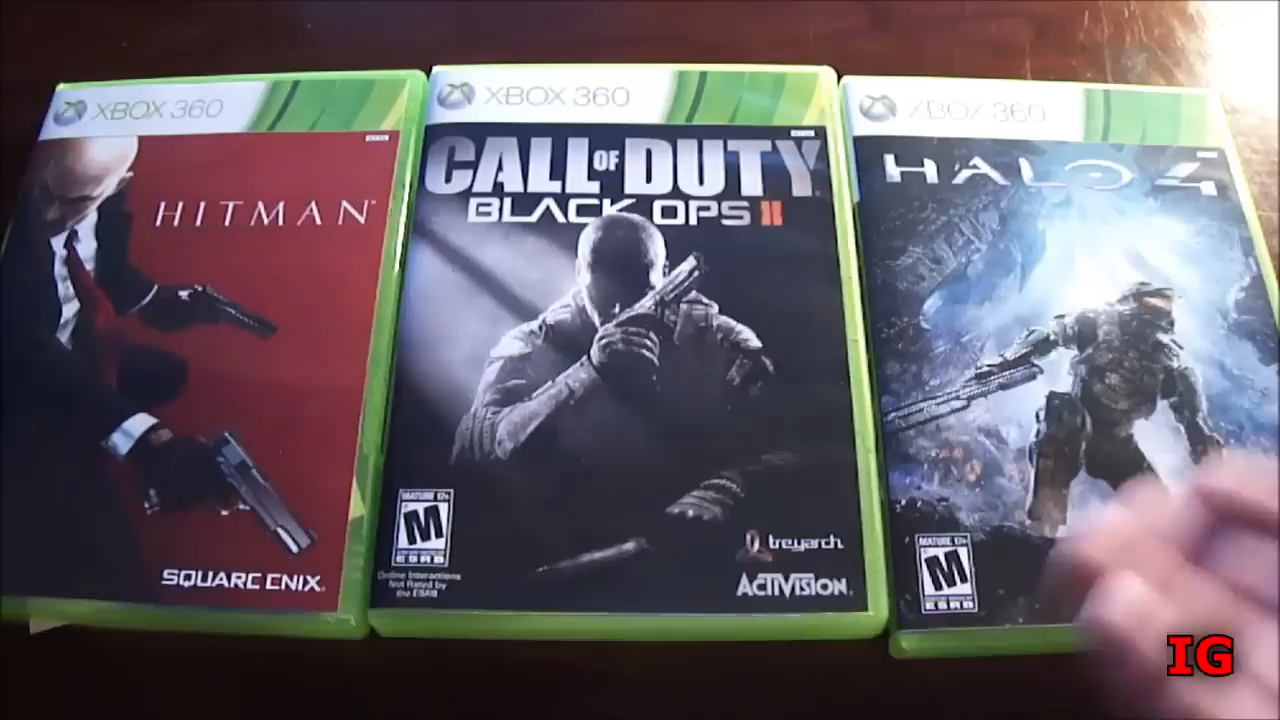 XBOX 360
HITMAN
SQUARE ENIX
XBOX 360
CALL OF DUTY
BLACK OPS II
MATURE 17+
M
ESRB
Online Interactions
Not Rated by
the ESRB
treyarch
ACTIVISION
XBOX 360
HALO 4
MATURE 17+
M
ESRB
IG